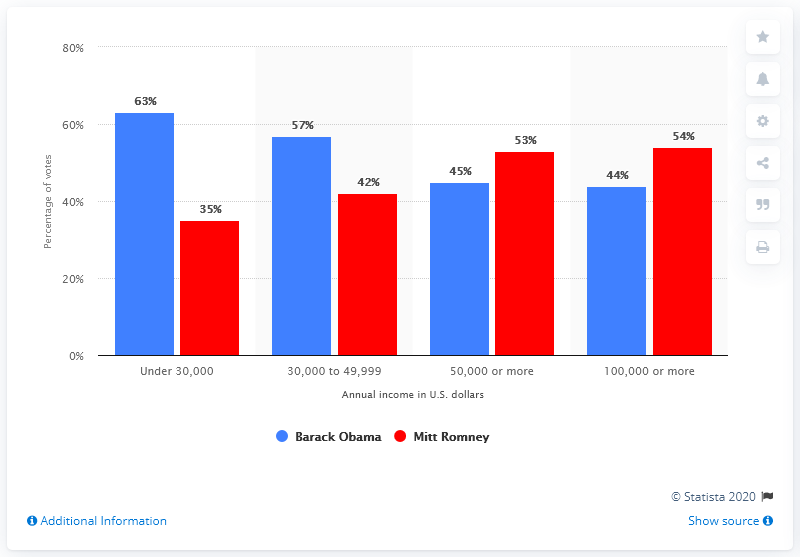 80%
60%
40%
20%
0%
Percentage of votes
63%
35%
57%
42%
45%
53%
44%
54%
Under 30,000
30,000 to 49,999
50,000 or more
100,000 or more
Annual income in U.S. dollars
Barack Obama
Mitt Romney
© Statista 2020
Additional Information
Show source